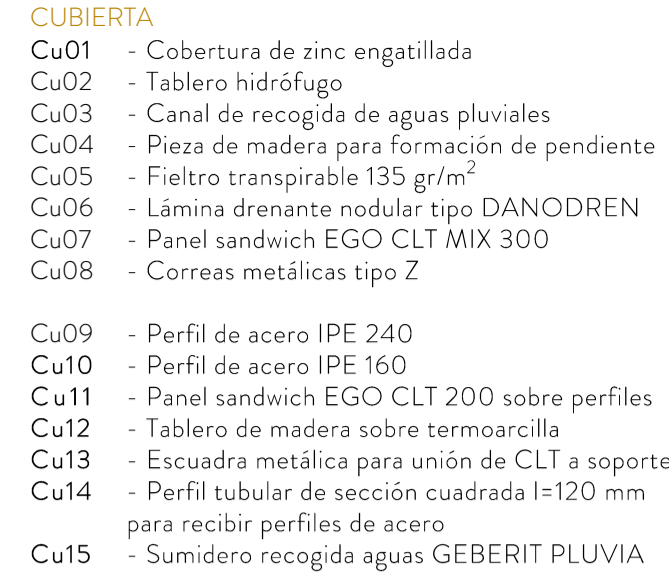 CUBIERTA
Cu01 - Cobertura de zinc engatillada
Cu02 - Tablero hidrófugo
Cu03 - Canal de recogida de aguas pluviales
Cu04 - Pieza de madera para formación de pendiente
Cu05 - Fieltro transpirable 135 gr/m²
Cu06 - Lámina drenante nodular tipo DANODREN
Cu07 - Panel sandwich EGO CLT MIX 300
Cu08 - Correas metálicas tipo Z
Cu09 - Perfil de acero IPE 240
Cu10 - Perfil de acero IPE 160
Cu11 - Panel sandwich EGO CLT 200 sobre perfiles
Cu12 - Tablero de madera sobre termoarcilla
Cu13 - Escuadra metálica para unión de CLT a soporte
Cu14 - Perfil tubular de sección cuadrada l=120 mm
para recibir perfiles de acero
Cu15 - Sumidero recogida aguas GEBERIT PLUVIA